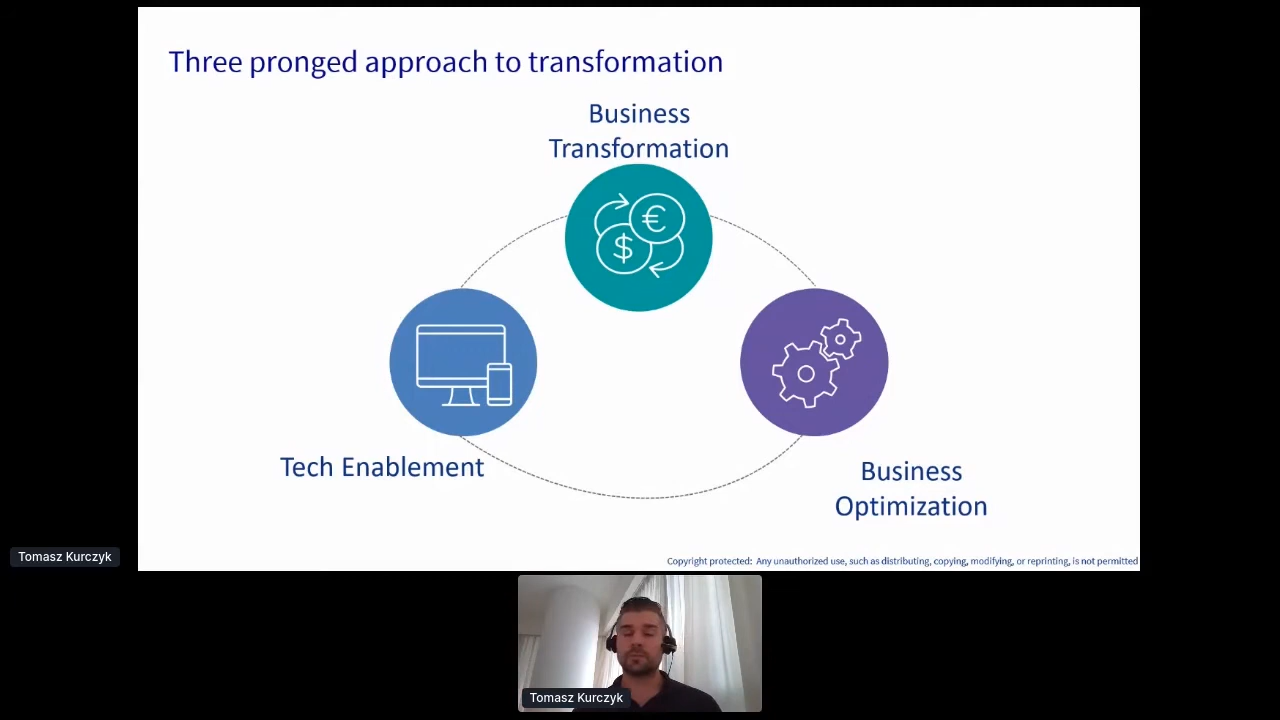 Three pronged approach to transformation
Business
Transformation
€
$
Tech Enablement
Business
Optimization
Copyright protected: Any unauthorized use, such as distributing, copying, modifying, or reprinting, is not permitted
Tomasz Kurczyk
Tomasz Kurczyk